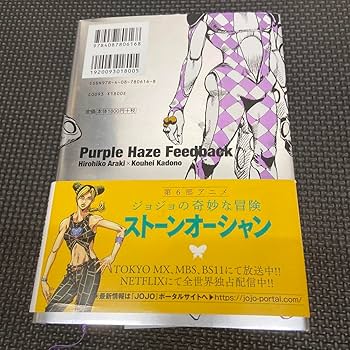 9784087806168
1920093018005
ISBN978-4-08-780616-8
C0093 ¥1800E
定価 本体1800円+税
Purple Haze Feedback
Hirohiko Araki × Kouhei Kadono
第6部アニメ
ジョジョの奇妙な冒険
ストーンオーシャン
TOKYO MX、MBS、BS11にて放送中!!
NETFLIXにて全世界独占配信中!!
最新情報は「JOJO」ポータルサイトへ▶https://jojo-portal.com/